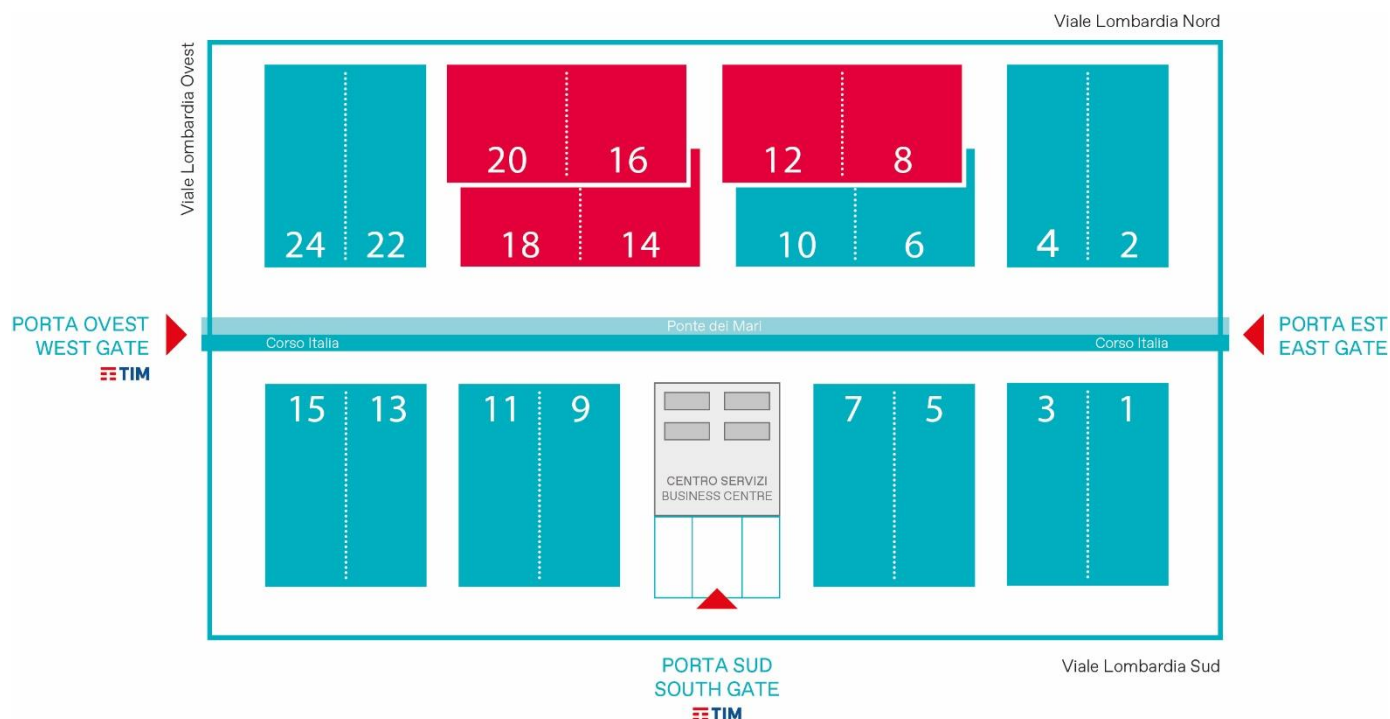 Viale Lombardia Nord
Viale Lombardia Ovest
20 16 12 8
24 22 18 14 10 6 4 2
PORTA OVEST
WEST GATE
TIM
Ponte dei Mari
Corso Italia Corso Italia
PORTA EST
EAST GATE
15 13 11 9 7 5 3 1
CENTRO SERVIZI
BUSINESS CENTRE
PORTA SUD
SOUTH GATE
TIM
Viale Lombardia Sud